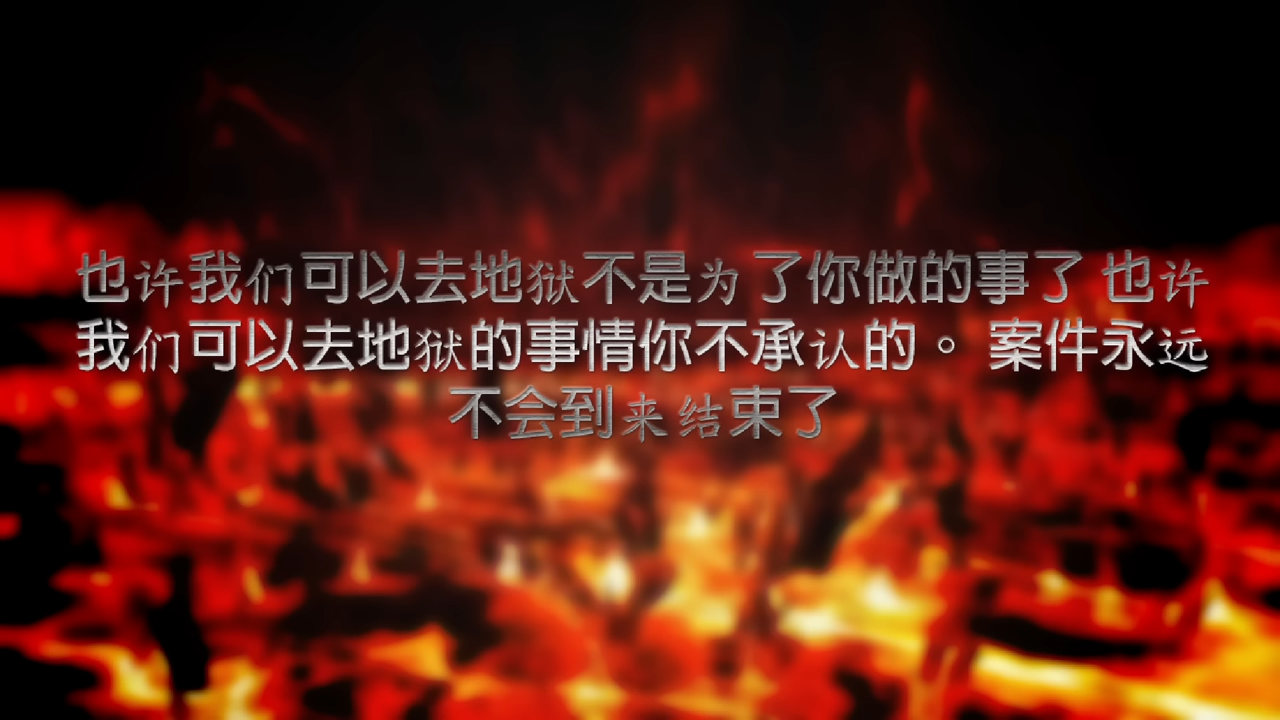 也许我们可以去地狱不是为了你做的事了 也许
我们可以去地狱的事情你不承认的。 案件永远
不会到来结束了